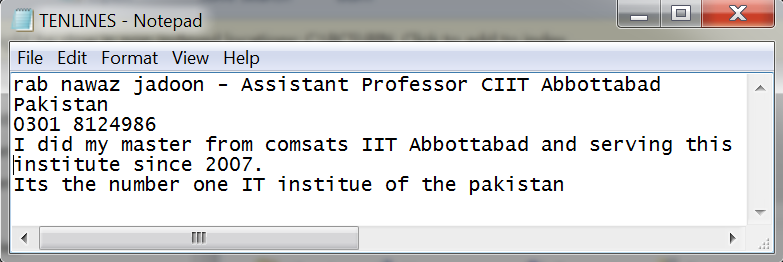 TENLINES - Notepad
File Edit Format View Help
rab nawaz jadoon - Assistant Professor CIIT Abbottabad
Pakistan
0301 8124986
I did my master from comsats IIT Abbottabad and serving this
institute since 2007.
Its the number one IT institue of the pakistan